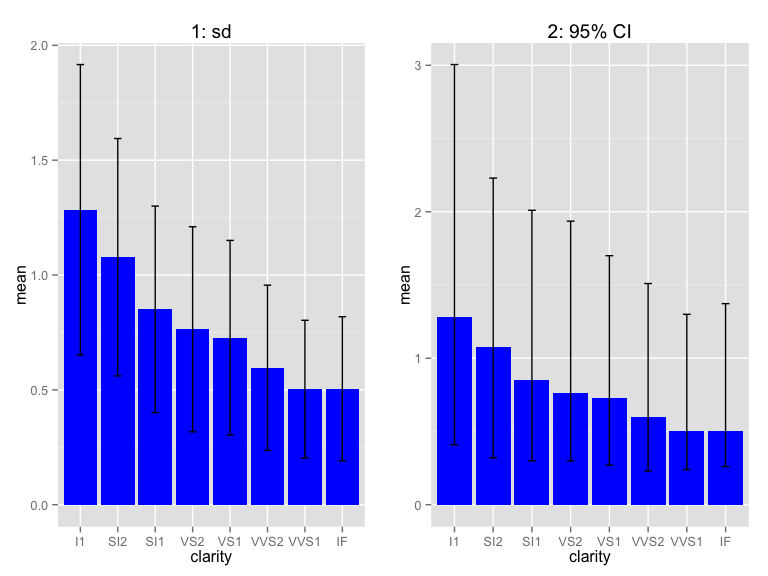 1: sd
2.0
1.5
1.0
0.5
0.0
mean
I1 SI2 SI1 VS2 VS1 VVS2 VVS1 IF
clarity
2: 95% CI
3
2
1
0
mean
I1 SI2 SI1 VS2 VS1 VVS2 VVS1 IF
clarity